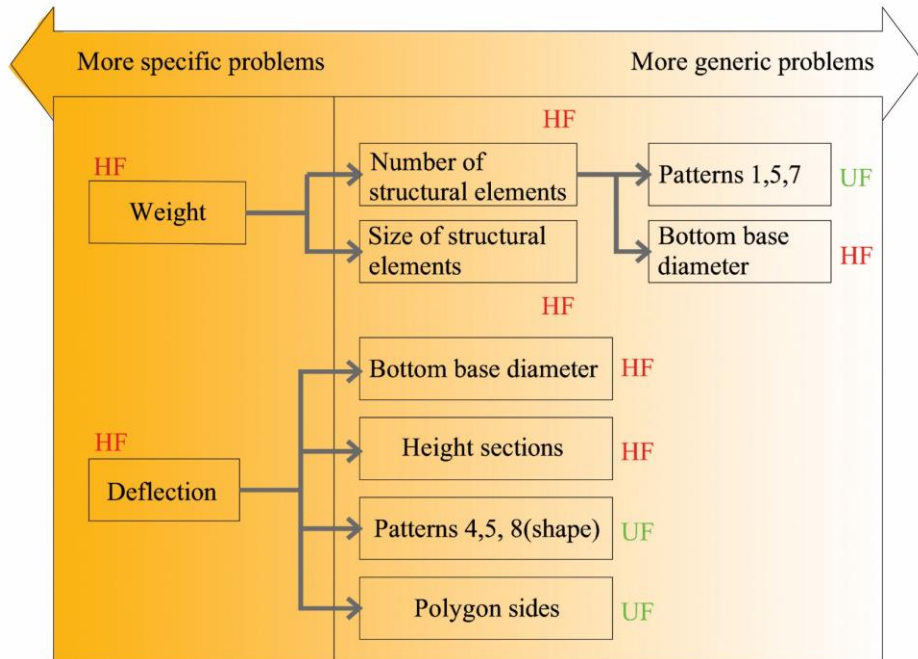 More specific problems
More generic problems
HF
HF
Number of
structural elements
Patterns 1,5,7
UF
Weight
Size of structural
elements
Bottom base
diameter
HF
HF
Bottom base diameter
HF
HF
Height sections
HF
Deflection
Patterns 4,5, 8(shape)
UF
Polygon sides
UF